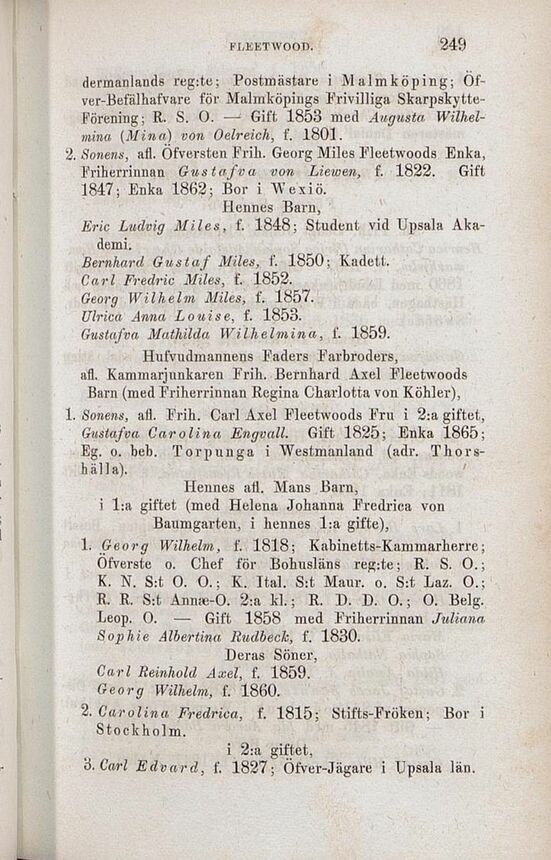 FLEETWOOD. 249
dermanlands reg:te; Postmästare i Malmköping; Öf-
ver-Befälhafvare för Malmköpings Frivilliga Skarpskytte-
Förening; R. S. O. — Gift 1853 med Augusta Wilhel-
mina (Mina) von Oelreich, f. 1801.
2. Sonens, afl. Öfversten Frih. Georg Miles Fleetwoods Enka,
Friherrinnan Gustafva von Liewen, f. 1822. Gift
1847; Enka 1862; Bor i Wexiö.
Hennes Barn,
Eric Ludvig Miles, f. 1848; Student vid Upsala Aka-
demi.
Bernhard Gustaf Miles, f. 1850; Kadett.
Carl Fredric Miles, f. 1852.
Georg Wilhelm Miles, f. 1857.
Ulrica Anna Louise, f. 1853.
Gustafva Mathilda Wilhelmina, f. 1859.
Hufvudmannens Faders Farbroders,
afl. Kammarjunkaren Frih. Bernhard Axel Fleetwoods
Barn (med Friherrinnan Regina Charlotta von Köhler),
1. Sonens, afl. Frih. Carl Axel Fleetwoods Fru i 2:a giftet,
Gustafva Carolina Engvall. Gift 1825; Enka 1865;
Eg. o. beb. Torpunga i Westmanland (adr. Thors-
hälla).
Hennes afl. Mans Barn,
i 1:a giftet (med Helena Johanna Fredrica von
Baumgarten, i hennes 1:a gifte),
1. Georg Wilhelm, f. 1818; Kabinetts-Kammarherre;
Öfverste o. Chef för Bohusläns reg:te; R. S. O.;
K. N. S:t O. O.; K. Ital. S:t Maur. o. S:t Laz. O.;
R. R. S:t Annæ-O. 2:a kl.; R. D. D. O.; O. Belg.
Leop. O. — Gift 1858 med Friherrinnan Juliana
Sophie Albertina Rudbeck, f. 1830.
Deras Söner,
Carl Reinhold Axel, f. 1859.
Georg Wilhelm, f. 1860.
2. Carolina Fredrica, f. 1815; Stifts-Fröken; Bor i
Stockholm.
i 2:a giftet,
3. Carl Edvard, f. 1827; Öfver-Jägare i Upsala län.